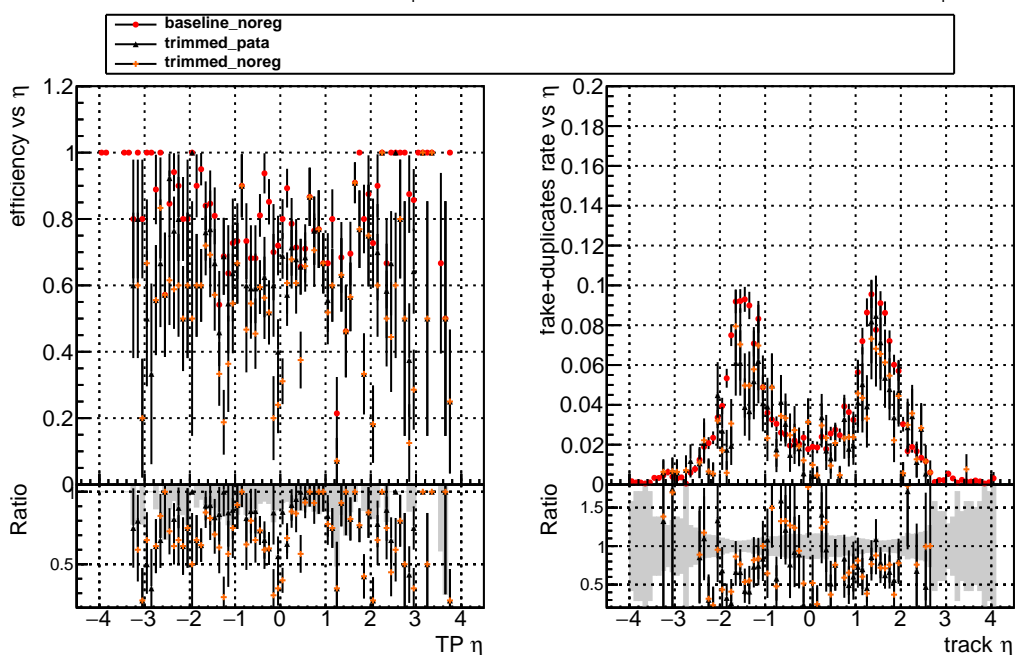 baseline_noreg
trimmed_pata
trimmed_noreg
efficiency vs η
1.2
1
0.8
0.6
0.4
0.2
0
Ratio
0.5
−4 −3 −2 −1 0 1 2 3 4
TP η
fake+duplicates rate vs η
0.2
0.18
0.16
0.14
0.12
0.1
0.08
0.06
0.04
0.02
0
Ratio
1.5
1
0.5
−4 −3 −2 −1 0 1 2 3 4
track η